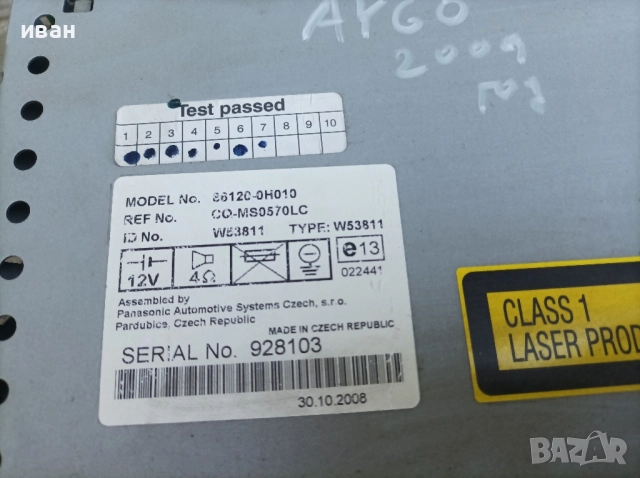 иван
AYGO
2009
Test passed
1 2 3 4 5 6 7 8 9 10
MODEL No. 86120-0H010
REF No. CQ-MS0570LC
ID No. W53811 TYPE: W53811
12V 4Ω e13
022441
Assembled by
Panasonic Automotive Systems Czech, s.r.o.
Pardubice, Czech Republic
MADE IN CZECH REPUBLIC
SERIAL No. 928103
30.10.2008
CLASS 1
LASER PROD
BAZAR